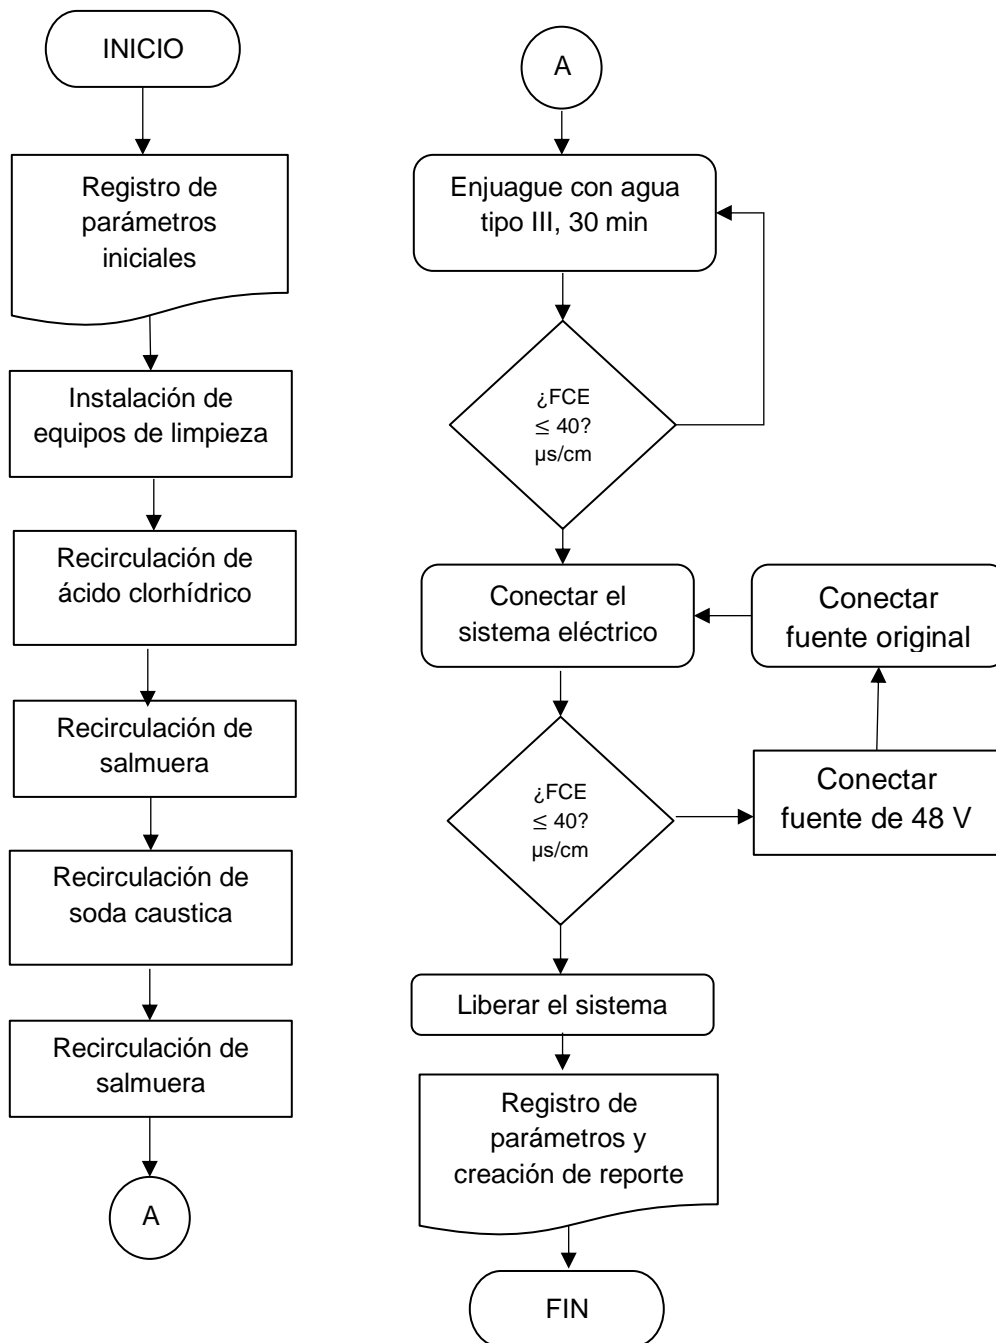 INICIO
Registro de
parámetros
iniciales
Instalación de
equipos de limpieza
Recirculación de
ácido clorhídrico
Recirculación de
salmuera
Recirculación de
soda caustica
Recirculación de
salmuera
A
A
Enjuague con agua
tipo III, 30 min
¿FCE
≤ 40?
µs/cm
Conectar el
sistema eléctrico
Conectar
fuente original
¿FCE
≤ 40?
µs/cm
Conectar
fuente de 48 V
Liberar el sistema
Registro de
parámetros y
creación de reporte
FIN